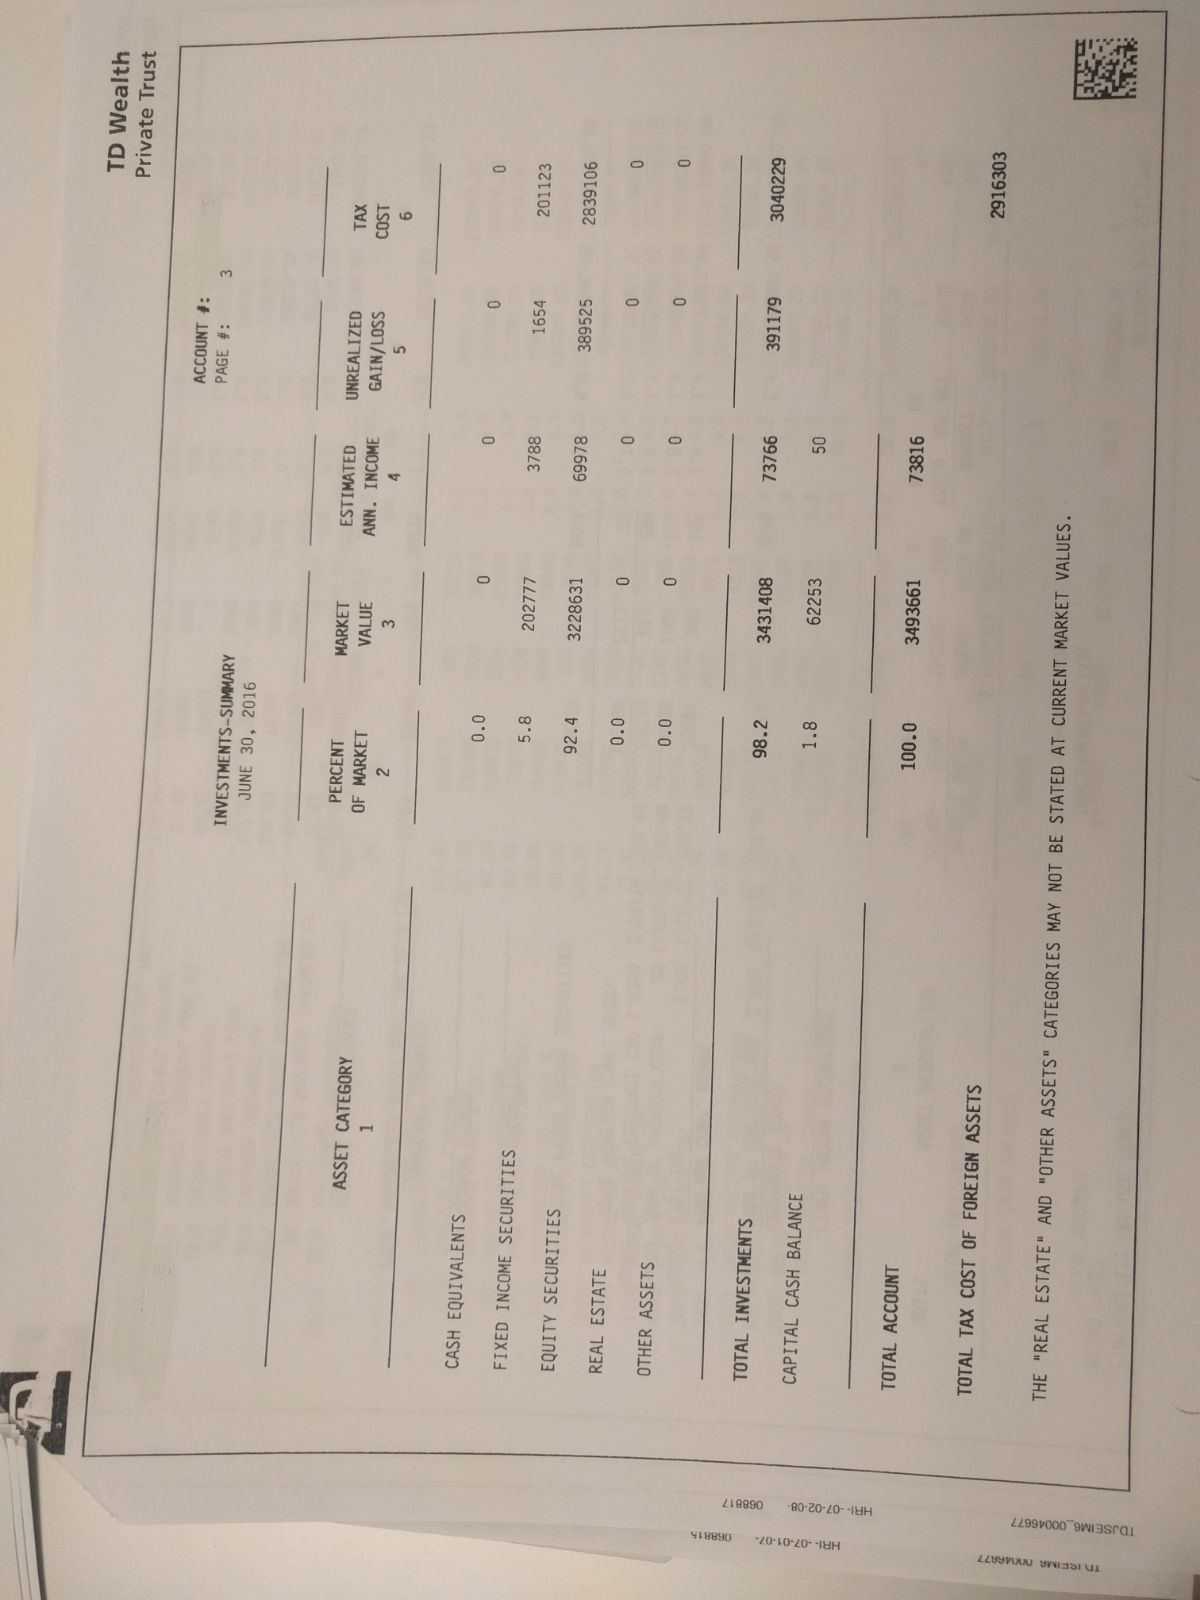 TD Wealth
Private Trust
INVESTMENTS-SUMMARY ACCOUNT #:
JUNE 30, 2016 PAGE #: 3
ASSET CATEGORY PERCENT MARKET ESTIMATED UNREALIZED TAX
OF MARKET VALUE ANN. INCOME GAIN/LOSS COST
1 2 3 4 5 6
CASH EQUIVALENTS 0.0 0 0 0 0
FIXED INCOME SECURITIES 5.8 202777 3788 1654 201123
EQUITY SECURITIES 92.4 3228631 69978 389525 2839106
REAL ESTATE 0.0 0 0 0 0
OTHER ASSETS 0.0 0 0 0 0
TOTAL INVESTMENTS 98.2 3431408 73766 391179 3040229
CAPITAL CASH BALANCE 1.8 62253 50
TOTAL ACCOUNT 100.0 3493661 73816
TOTAL TAX COST OF FOREIGN ASSETS 2916303
THE "REAL ESTATE" AND "OTHER ASSETS" CATEGORIES MAY NOT BE STATED AT CURRENT MARKET VALUES.
TDJSEIM6_00046677
HRI--07-02-08- 068817
HRI--07-01-07- 068815